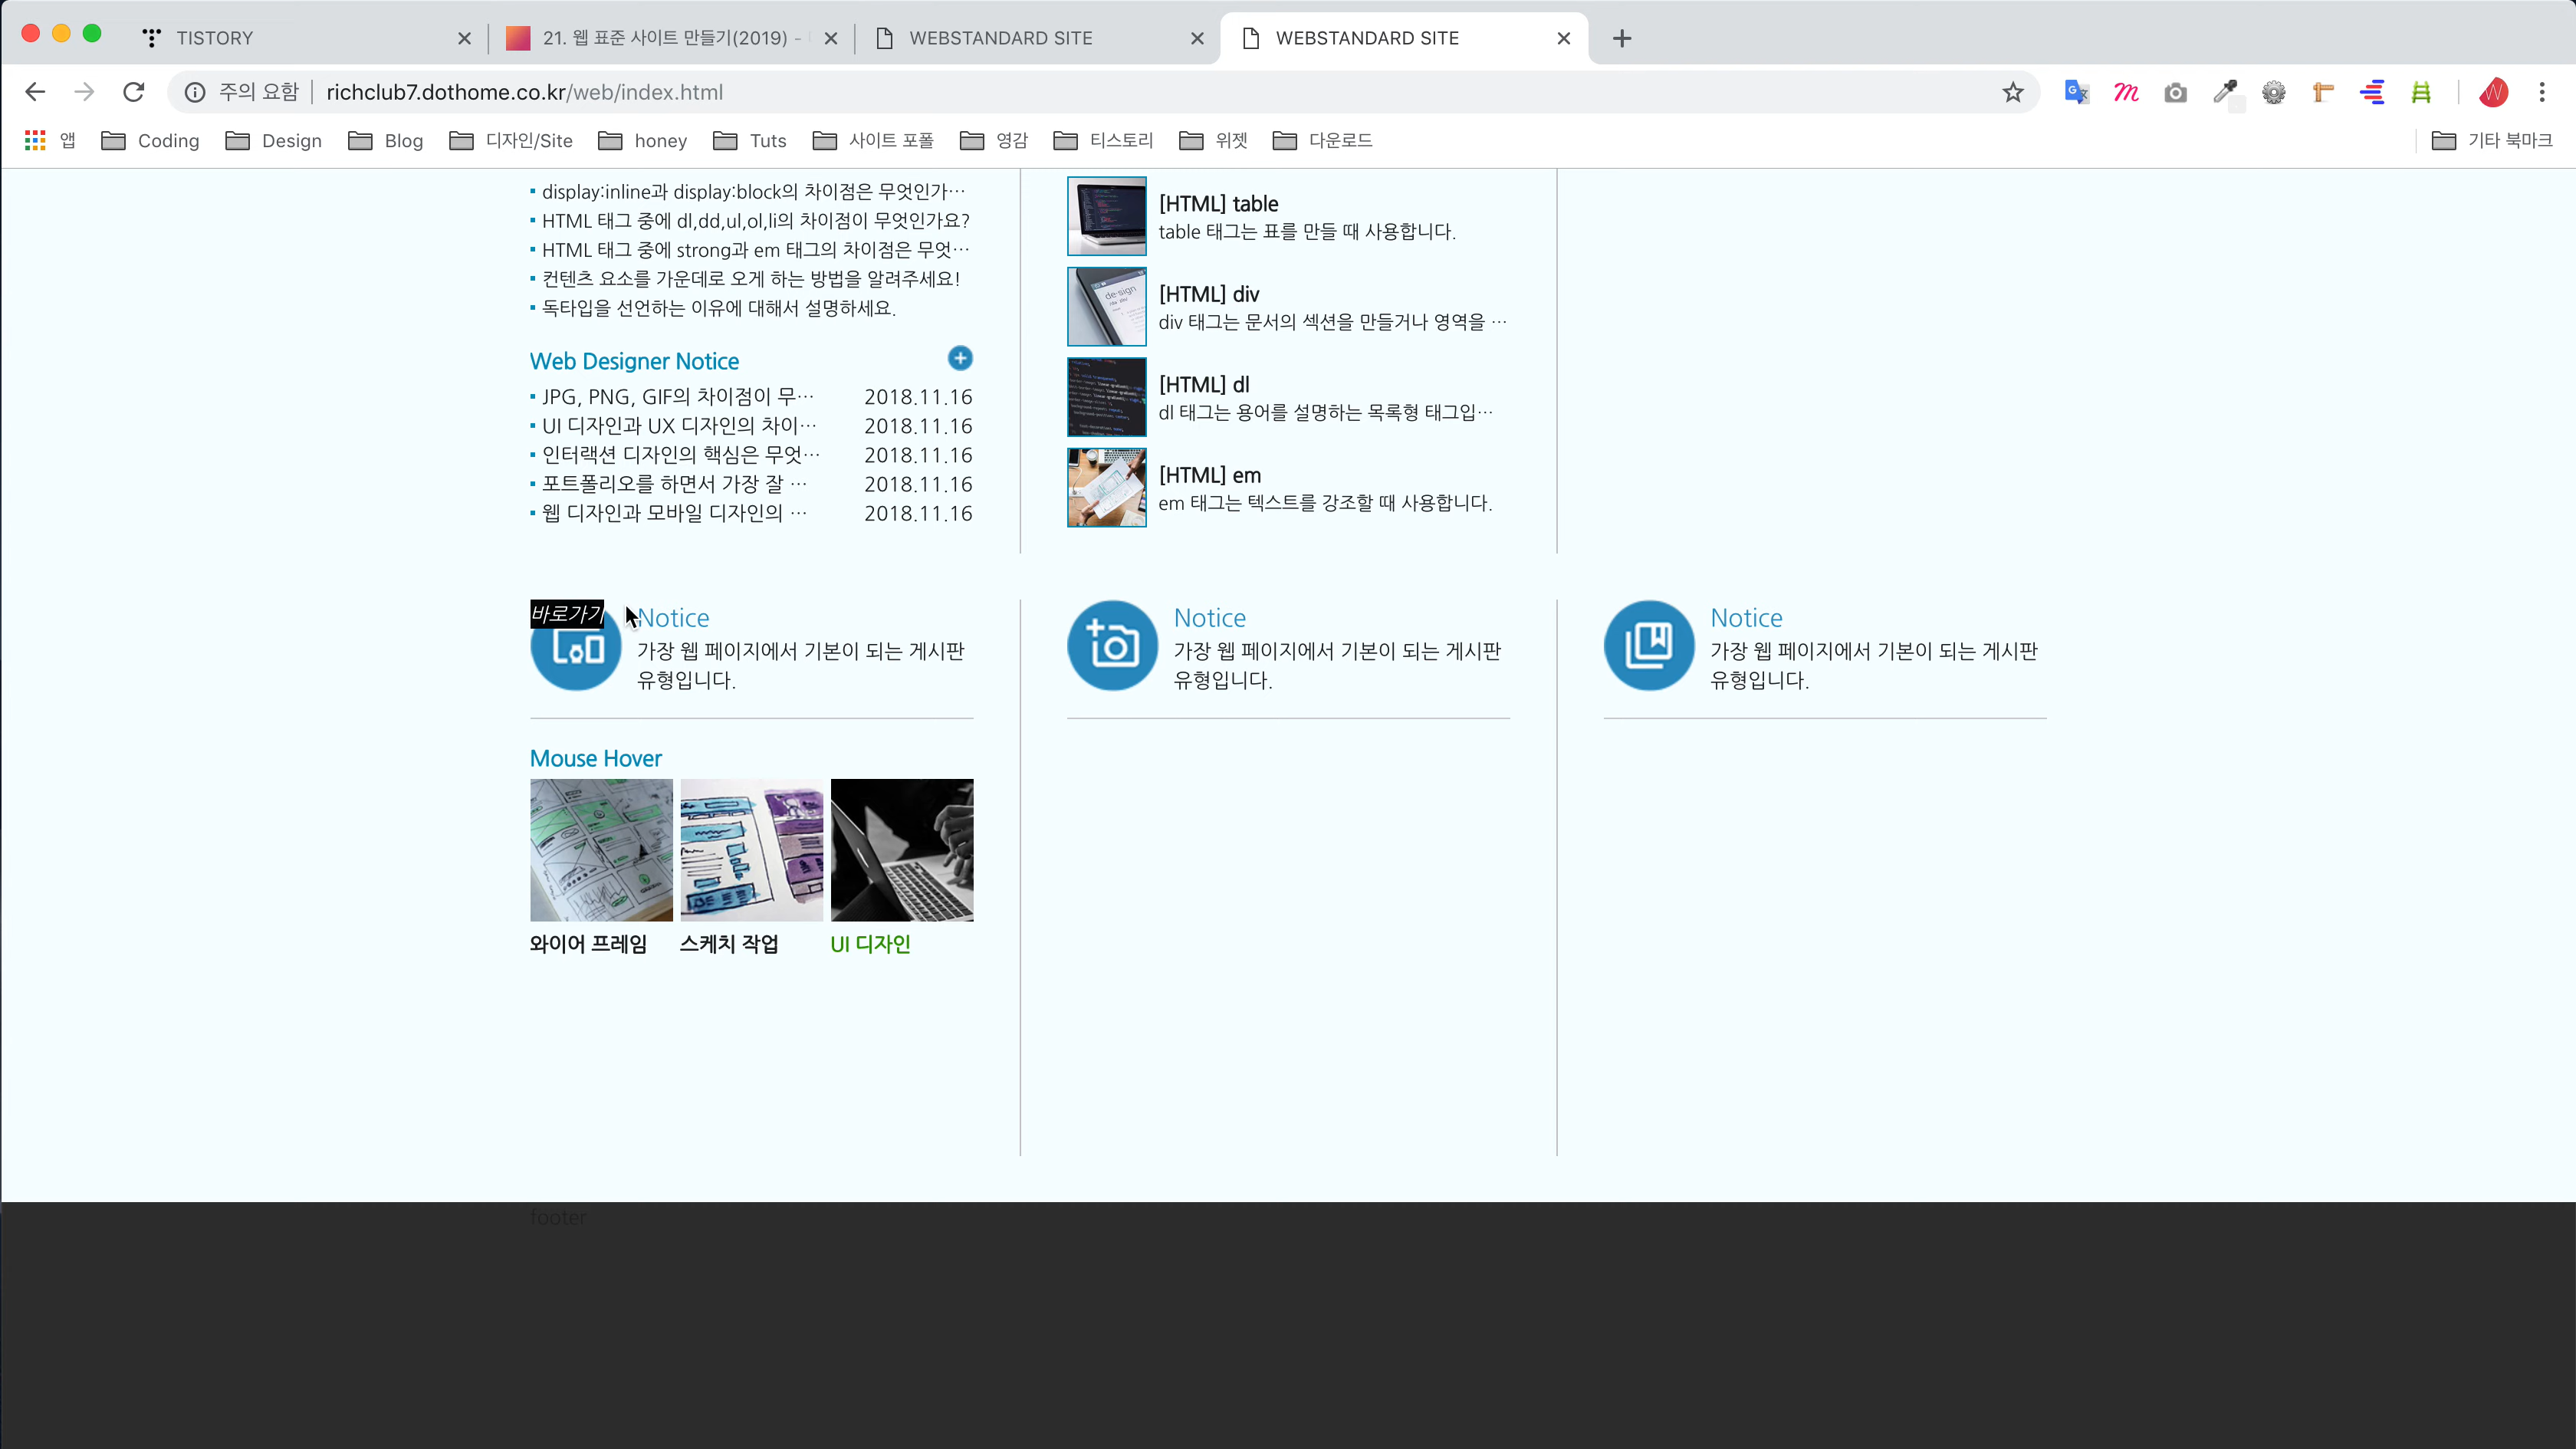 TISTORY
21. 웹 표준 사이트 만들기(2019) -
WEBSTANDARD SITE
WEBSTANDARD SITE
주의 요함
richclub7.dothome.co.kr/web/index.html
앱
Coding
Design
Blog
디자인/Site
honey
Tuts
사이트 포폴
영감
티스토리
위젯
다운로드
기타 북마크
display:inline과 display:block의 차이점은 무엇인가…
HTML 태그 중에 dl,dd,ul,ol,li의 차이점이 무엇인가요?
HTML 태그 중에 strong과 em 태그의 차이점은 무엇…
컨텐츠 요소를 가운데로 오게 하는 방법을 알려주세요!
독타입을 선언하는 이유에 대해서 설명하세요.
Web Designer Notice
JPG, PNG, GIF의 차이점이 무… 2018.11.16
UI 디자인과 UX 디자인의 차이… 2018.11.16
인터랙션 디자인의 핵심은 무엇… 2018.11.16
포트폴리오를 하면서 가장 잘 … 2018.11.16
웹 디자인과 모바일 디자인의 … 2018.11.16
[HTML] table
table 태그는 표를 만들 때 사용합니다.
de·sign
[HTML] div
div 태그는 문서의 섹션을 만들거나 영역을 …
[HTML] dl
dl 태그는 용어를 설명하는 목록형 태그입…
[HTML] em
em 태그는 텍스트를 강조할 때 사용합니다.
바로가기
Notice
가장 웹 페이지에서 기본이 되는 게시판
유형입니다.
Notice
가장 웹 페이지에서 기본이 되는 게시판
유형입니다.
Notice
가장 웹 페이지에서 기본이 되는 게시판
유형입니다.
Mouse Hover
와이어 프레임
스케치 작업
UI 디자인
footer